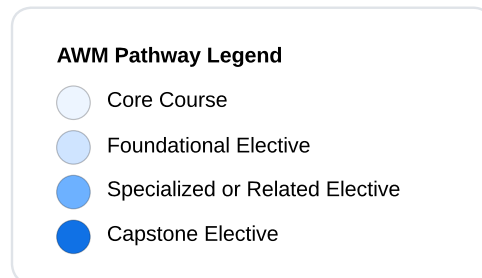 AWM Pathway Legend
Core Course
Foundational Elective
Specialized or Related Elective
Capstone Elective